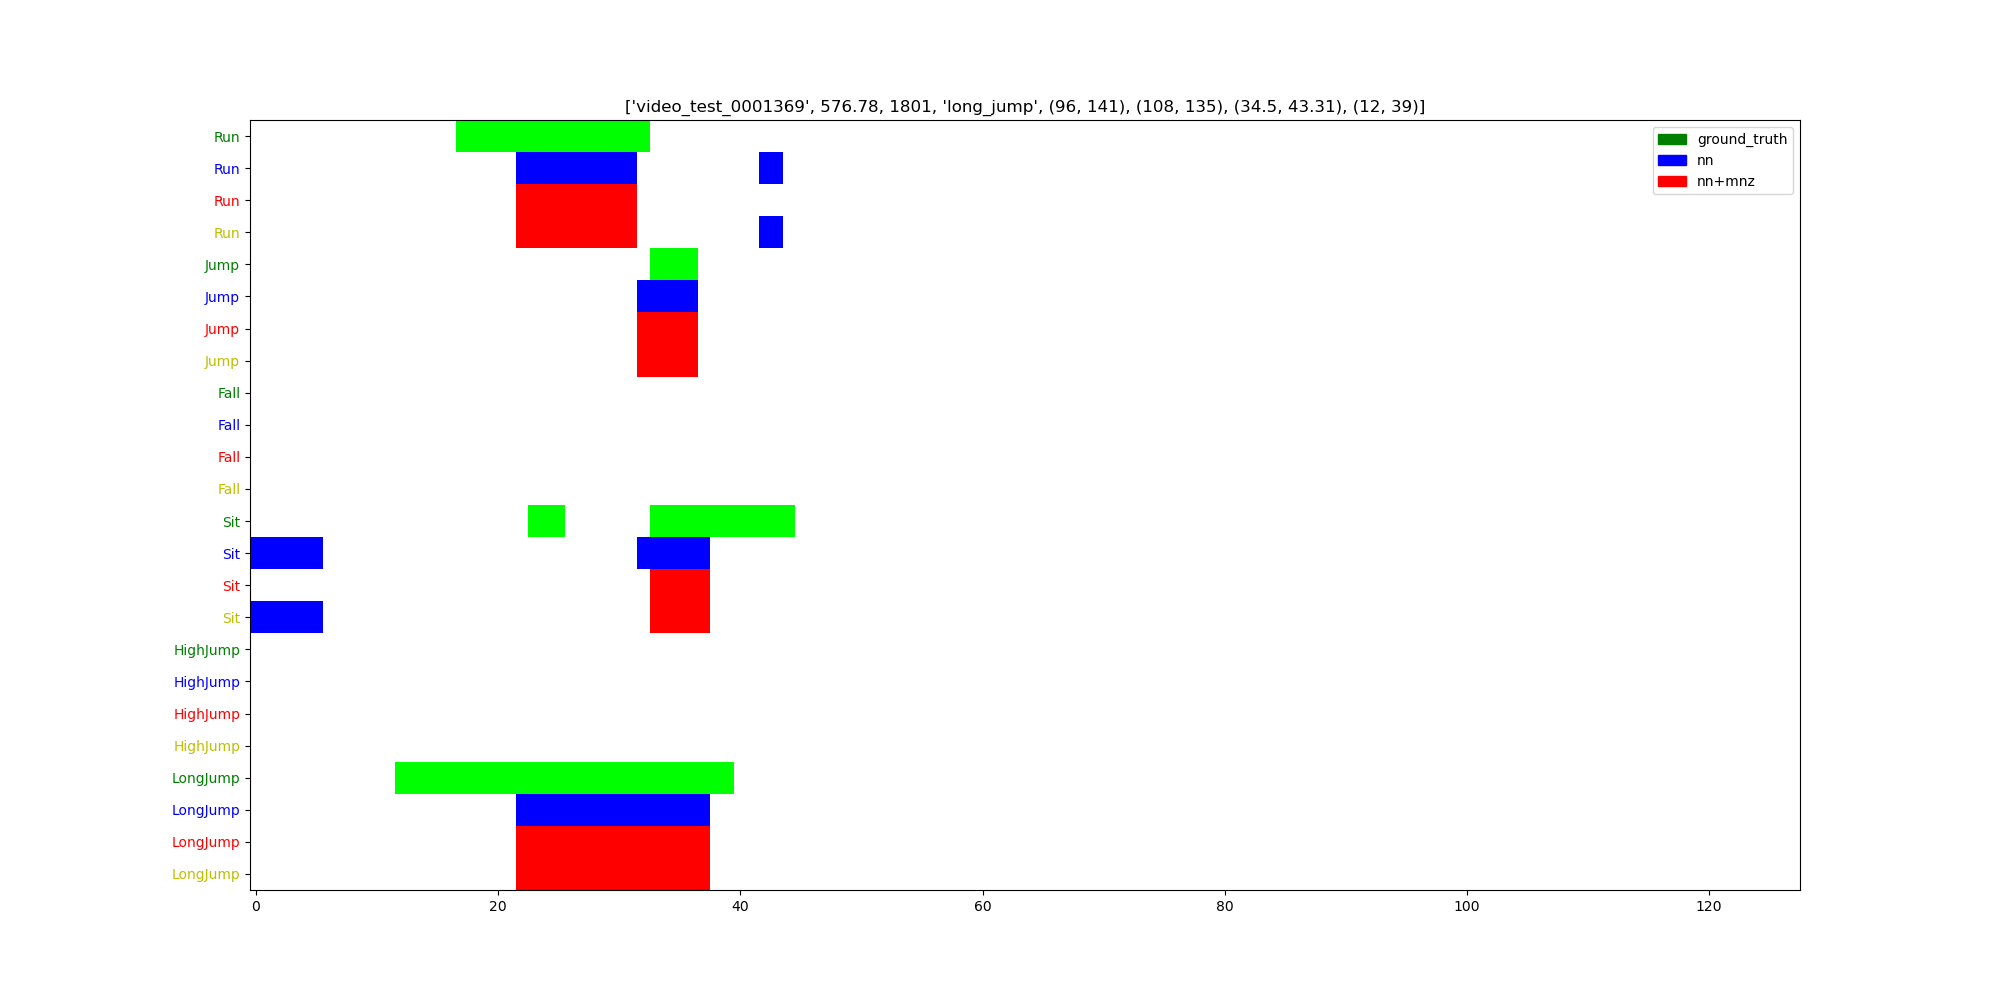 ['video_test_0001369', 576.78, 1801, 'long_jump', (96, 141), (108, 135), (34.5, 43.31), (12, 39)]
ground_truth
nn
nn+mnz
Run
Run
Run
Run
Jump
Jump
Jump
Jump
Fall
Fall
Fall
Fall
Sit
Sit
Sit
Sit
HighJump
HighJump
HighJump
HighJump
LongJump
LongJump
LongJump
LongJump
0 20 40 60 80 100 120